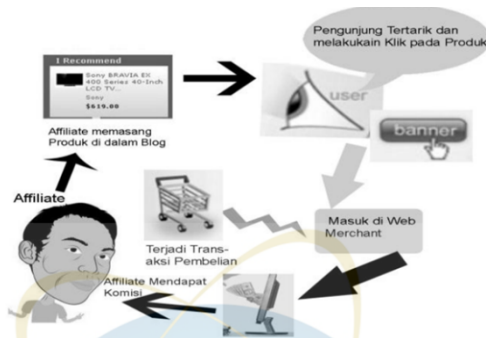 Pengunjung Tertarik dan
melakukain Klik pada Produk
I Recommend
Sony BRAVIA EX
400 Series 40-Inch
LCD TV...
Sony
$619.00
user
banner
Affiliate memasang
Produk di dalam Blog
Affiliate
Masuk di Web
Merchant
Terjadi Trans-
aksi Pembelian
Affiliate Mendapat
Komisi